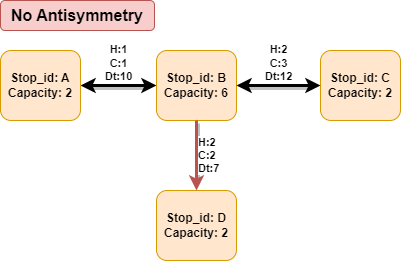 No Antisymmetry
H:1
C:1
Dt:10
H:2
C:3
Dt:12
Stop_id: A
Capacity: 2
Stop_id: B
Capacity: 6
Stop_id: C
Capacity: 2
H:2
C:2
Dt:7
Stop_id: D
Capacity: 2